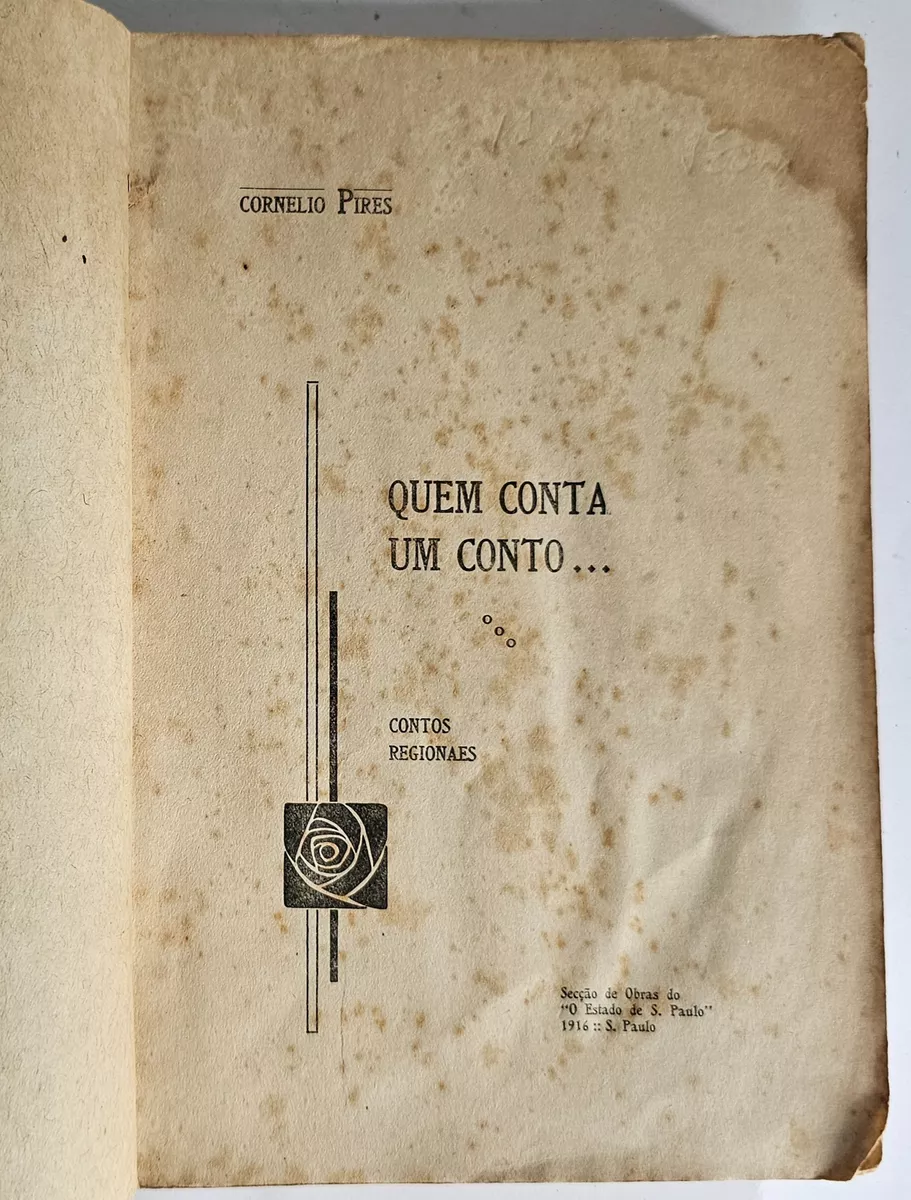 CORNELIO PIRES
QUEM CONTA
UM CONTO...
CONTOS
REGIONAES
Secção de Obras do
"O Estado de S. Paulo"
1916 :: S. Paulo